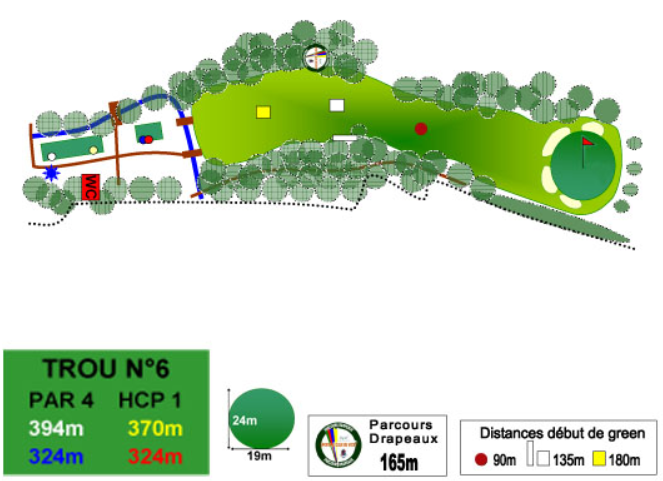 WC
TROU N°6
PAR 4 HCP 1
394m 370m
324m 324m
24m
19m
Parcours
Drapeaux
165m
Distances début de green
90m 135m 180m